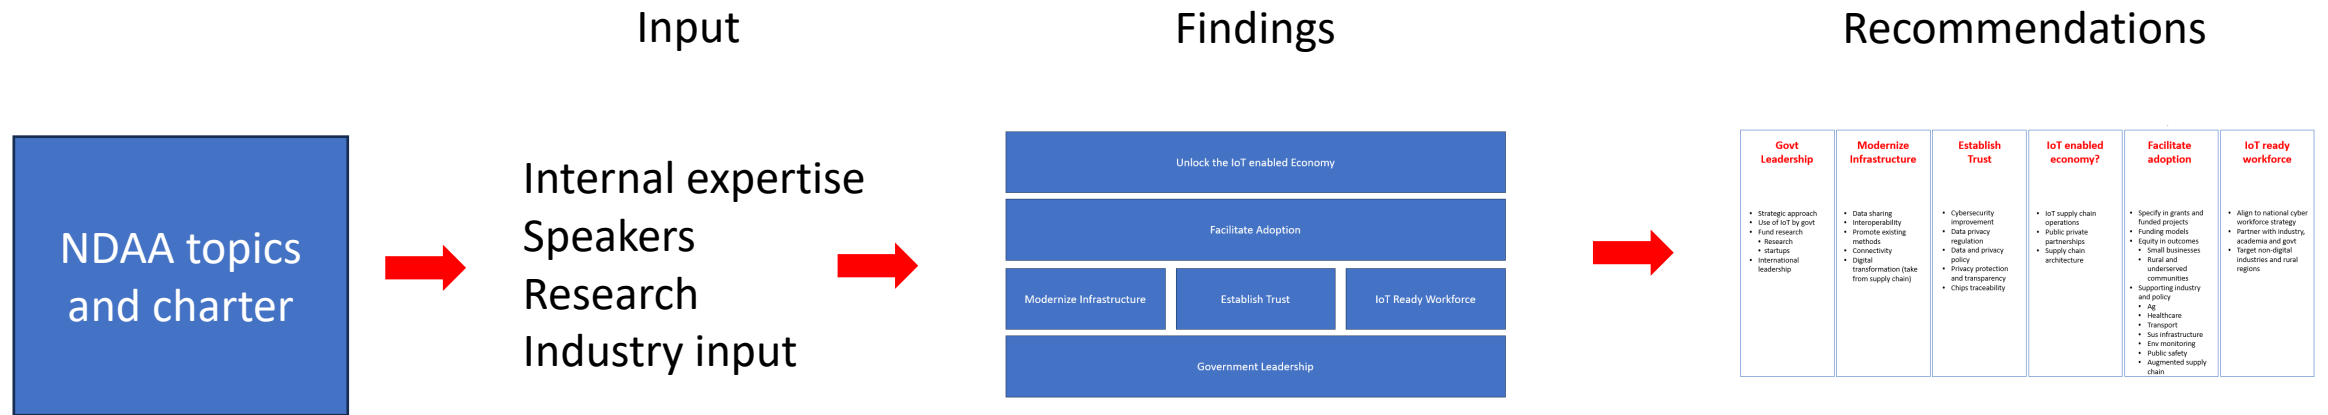 Input
Findings
Recommendations
NDAA topics
and charter
Internal expertise
Speakers
Research
Industry input
Unlock the IoT enabled Economy
Facilitate Adoption
Modernize Infrastructure
Establish Trust
IoT Ready Workforce
Government Leadership
Govt
Leadership
• Strategic approach
• Use of IoT by govt
• Fund research
• Research
• startups
• International
leadership
Modernize
Infrastructure
• Data sharing
• Interoperability
• Promote existing
methods
• Connectivity
• Digital
transformation (take
from supply chain)
Establish
Trust
• Cybersecurity
improvement
• Data privacy
regulation
• Data and privacy
policy
• Privacy protection
and transparency
• Chips traceability
IoT enabled
economy?
• IoT supply chain
operations
• Public private
partnerships
• Supply chain
architecture
Facilitate
adoption
• Specify in grants and
funded projects
• Funding models
• Equity in outcomes
• Small businesses
• Rural and
underserved
communities
• Supporting industry
and policy
• Ag
• Healthcare
• Transport
• Sus infrastructure
• Env monitoring
• Public safety
• Augmented supply
chain
IoT ready
workforce
• Align to national cyber
workforce strategy
• Partner with industry,
academia and govt
• Target non-digital
industries and rural
regions